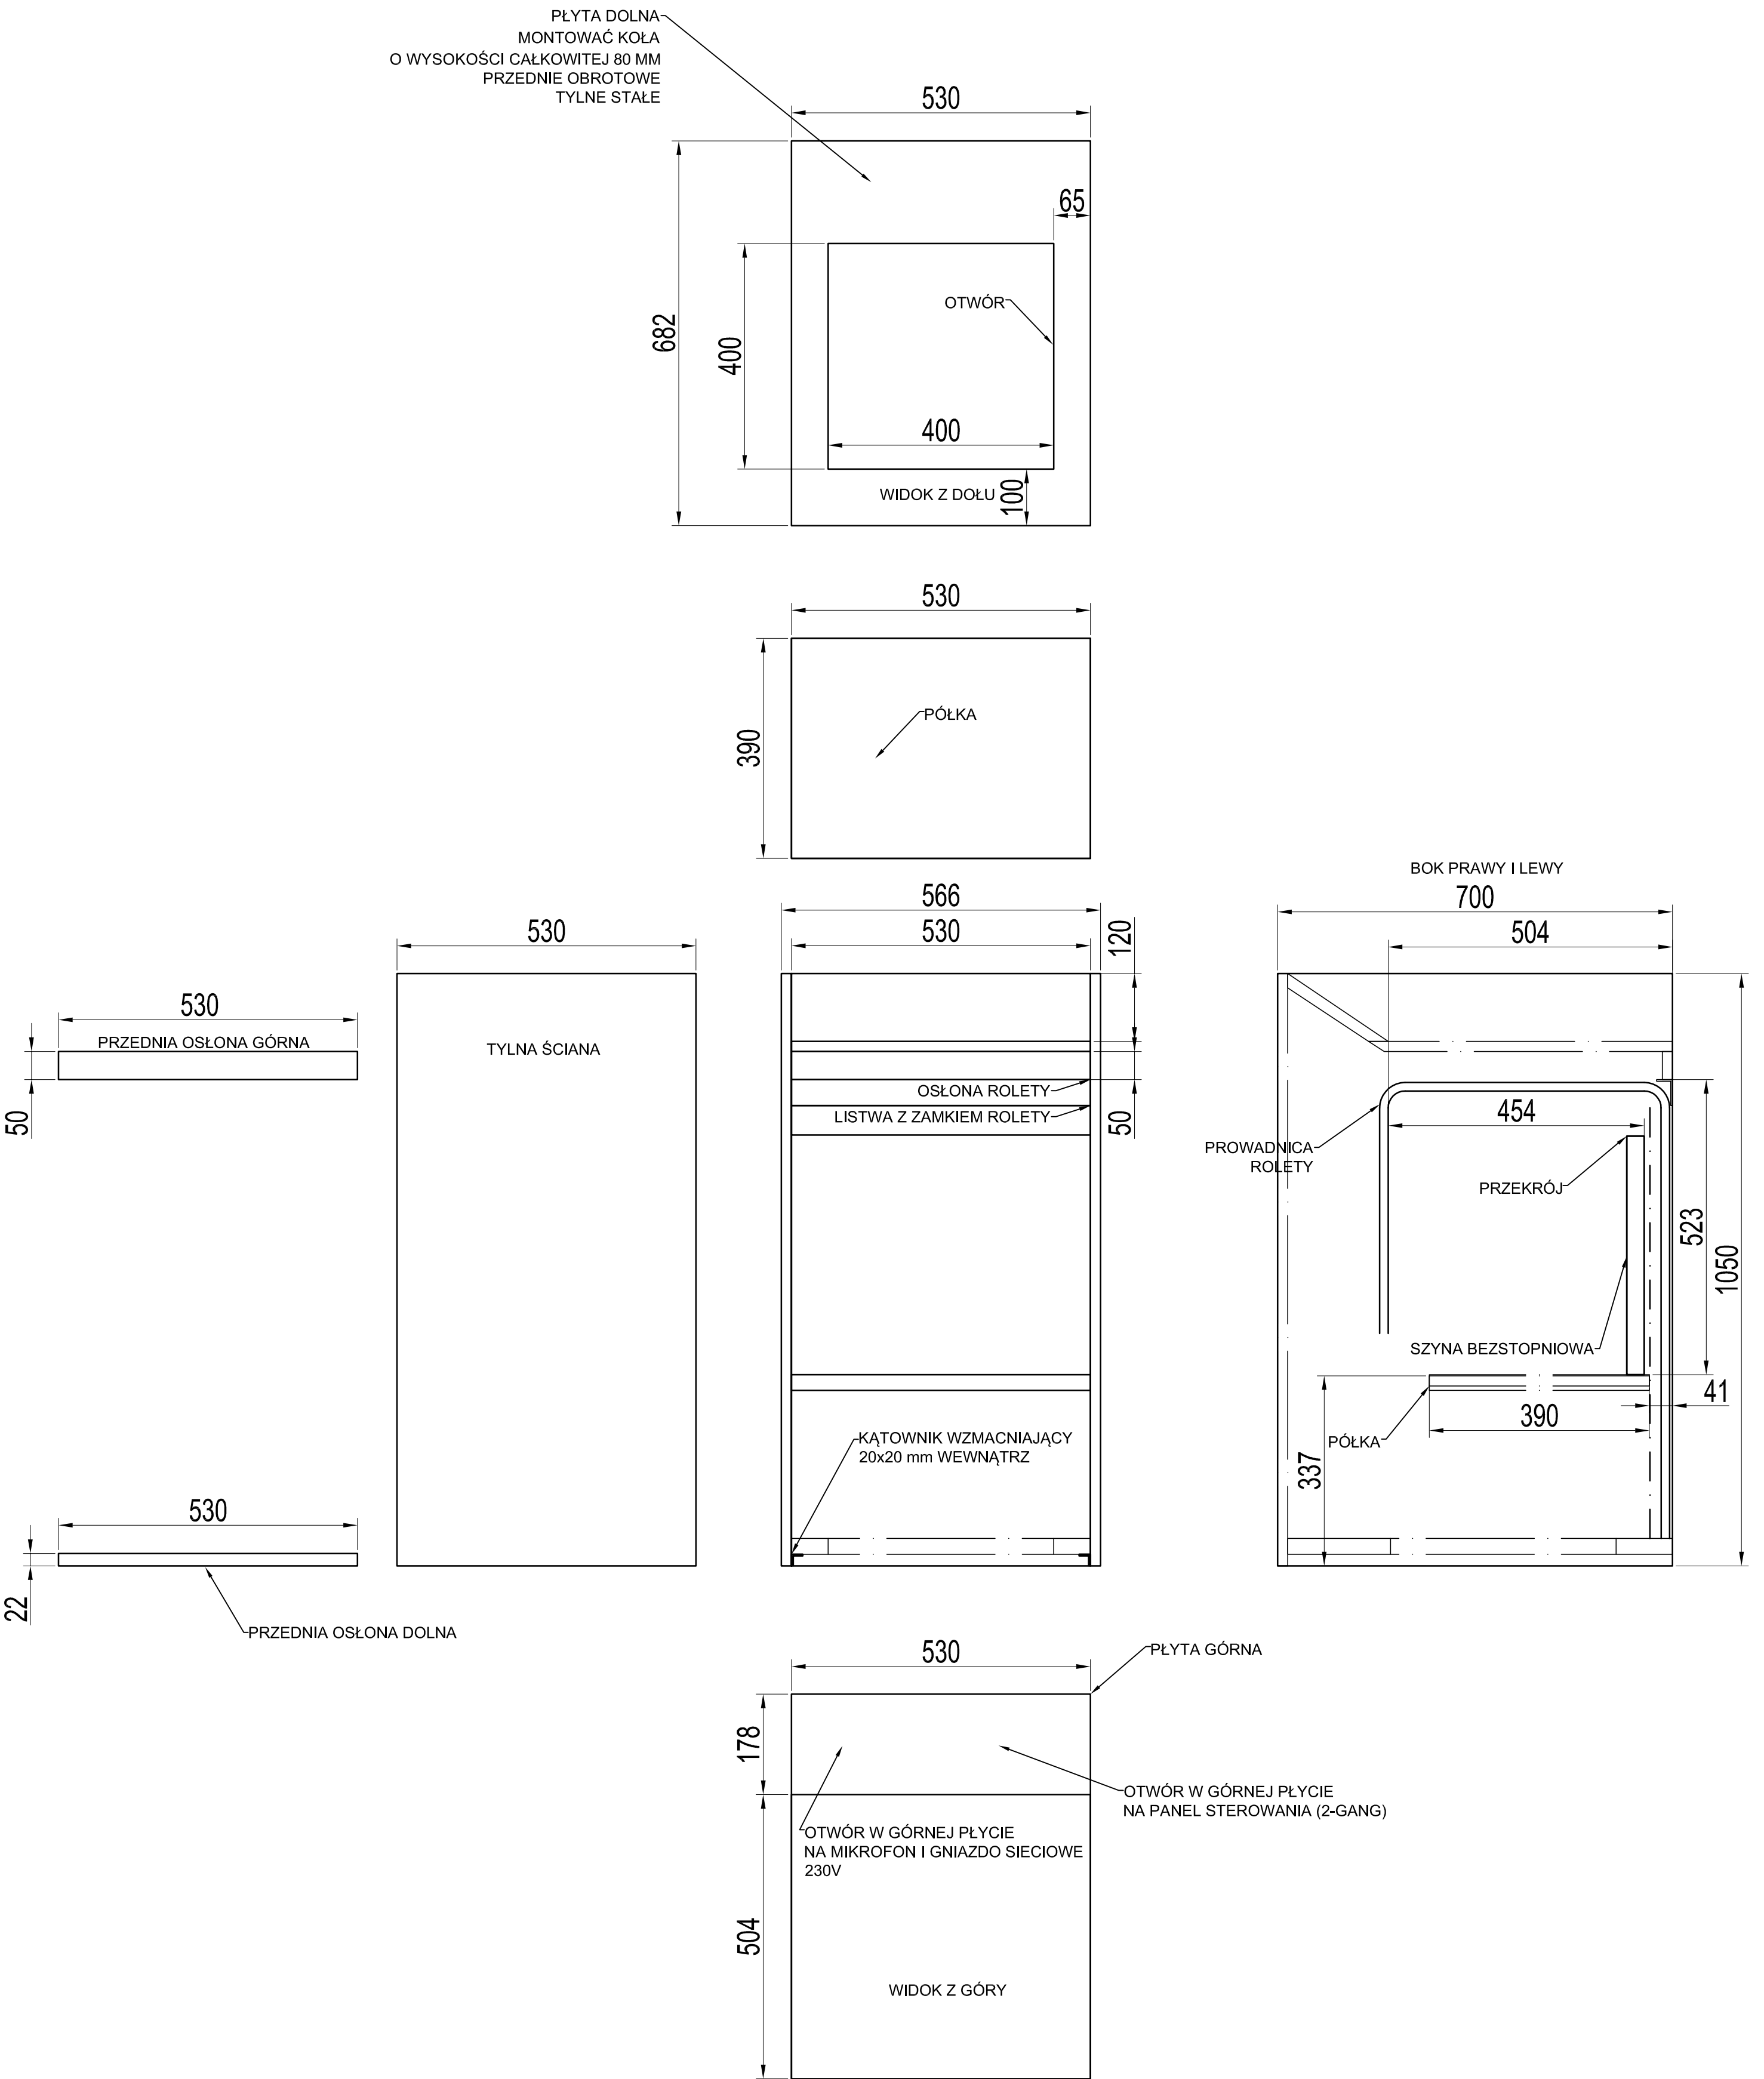 PŁYTA DOLNA
MONTOWAĆ KOŁA
O WYSOKOŚCI CAŁKOWITEJ 80 MM
PRZEDNIE OBROTOWE
TYLNE STAŁE
530
682
65
400
OTWÓR
400
WIDOK Z DOŁU
100
530
390
PÓŁKA
530
PRZEDNIA OSŁONA GÓRNA
50
530
TYLNA ŚCIANA
566
530
120
OSŁONA ROLETY
LISTWA Z ZAMKIEM ROLETY
50
KĄTOWNIK WZMACNIAJĄCY
20x20 mm WEWNĄTRZ
BOK PRAWY I LEWY
700
504
454
PROWADNICA
ROLETY
PRZEKRÓJ
523
1050
SZYNA BEZSTOPNIOWA
41
390
PÓŁKA
337
530
22
PRZEDNIA OSŁONA DOLNA
530
PŁYTA GÓRNA
178
OTWÓR W GÓRNEJ PŁYCIE
NA PANEL STEROWANIA (2-GANG)
OTWÓR W GÓRNEJ PŁYCIE
NA MIKROFON I GNIAZDO SIECIOWE
230V
504
WIDOK Z GÓRY